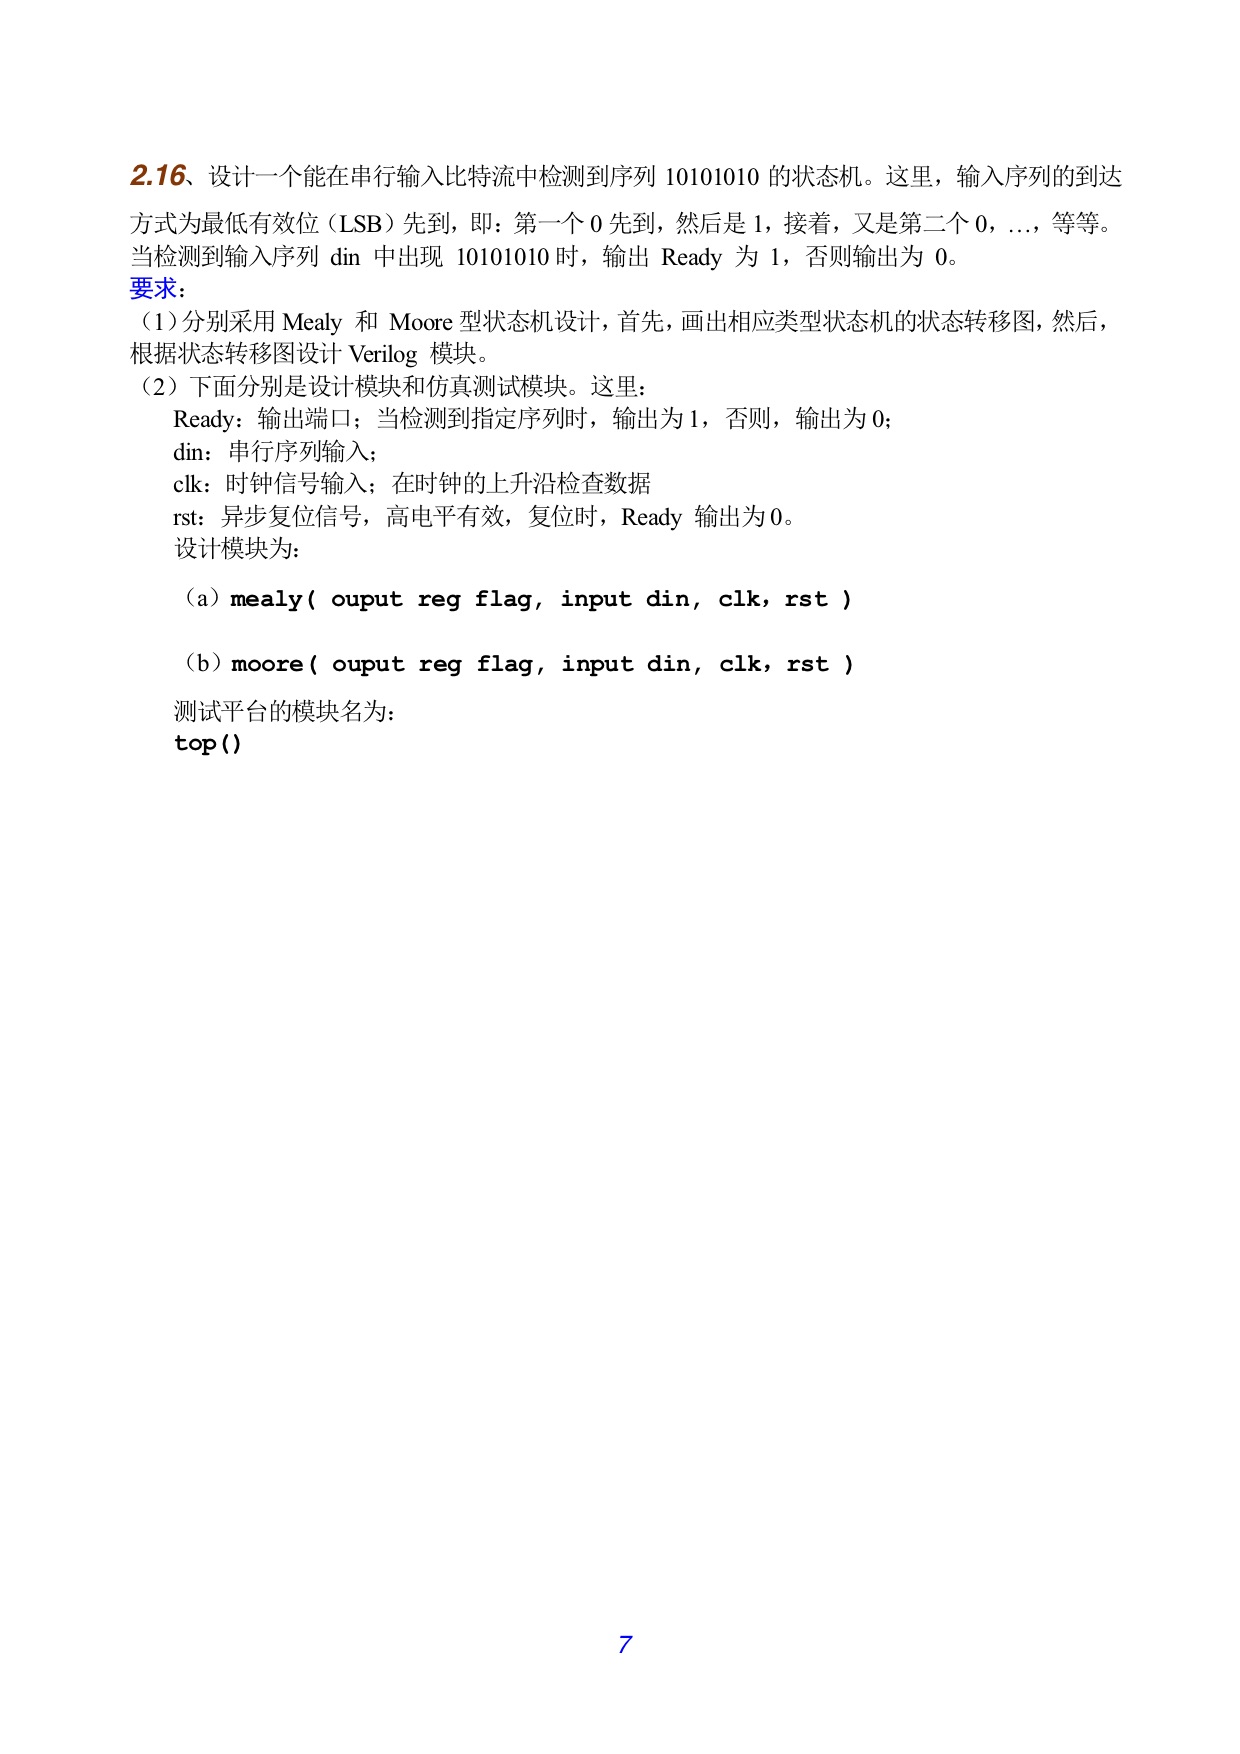 2.16、设计一个能在串行输入比特流中检测到序列 10101010 的状态机。这里，输入序列的到达
方式为最低有效位（LSB）先到，即：第一个 0 先到，然后是 1，接着，又是第二个 0，…，等等。
当检测到输入序列 din 中出现 10101010 时，输出 Ready 为 1，否则输出为 0。
要求：
（1）分别采用 Mealy 和 Moore 型状态机设计，首先，画出相应类型状态机的状态转移图，然后，
根据状态转移图设计 Verilog 模块。
（2）下面分别是设计模块和仿真测试模块。这里：
Ready：输出端口；当检测到指定序列时，输出为 1，否则，输出为 0；
din：串行序列输入；
clk：时钟信号输入；在时钟的上升沿检查数据
rst：异步复位信号，高电平有效，复位时，Ready 输出为 0。
设计模块为：
（a）mealy( ouput reg flag, input din, clk，rst )
（b）moore( ouput reg flag, input din, clk，rst )
测试平台的模块名为：
top()
7